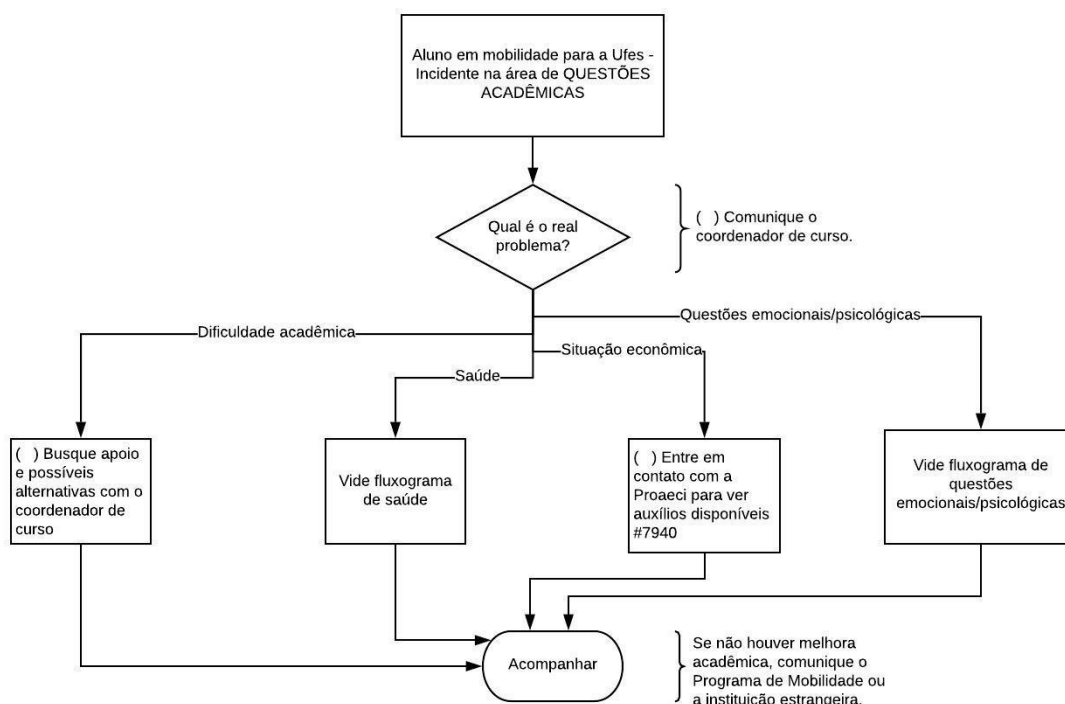 Aluno em mobilidade para a Ufes -
Incidente na área de QUESTÕES
ACADÊMICAS
Qual é o real
problema?
( ) Comunique o
coordenador de curso.
Questões emocionais/psicológicas
Dificuldade acadêmica
Situação econômica
Saúde
( ) Busque apoio
e possíveis
alternativas com o
coordenador de
curso
Vide fluxograma
de saúde
( ) Entre em
contato com a
Proaeci para ver
auxílios disponíveis
#7940
Vide fluxograma de
questões
emocionais/psicológicas
Acompanhar
Se não houver melhora
acadêmica, comunique o
Programa de Mobilidade ou
a instituição estrangeira.